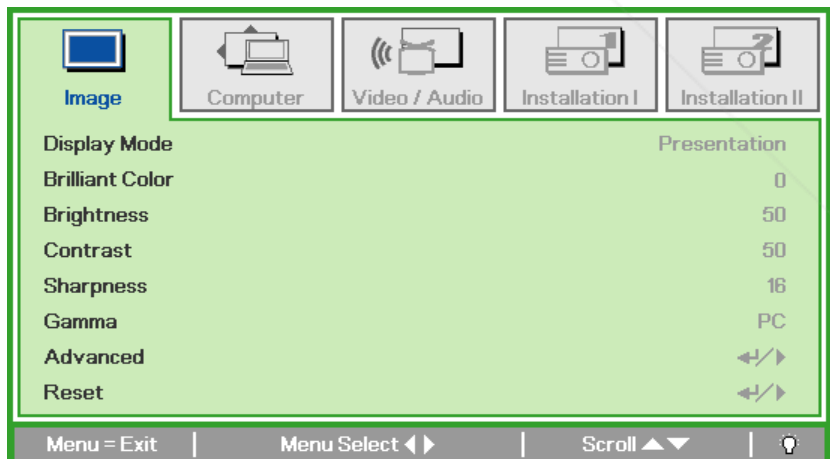 Image Computer Video / Audio Installation I Installation II
Display Mode Presentation
Brilliant Color 0
Brightness 50
Contrast 50
Sharpness 16
Gamma PC
Advanced
Reset
Menu = Exit Menu Select Scroll